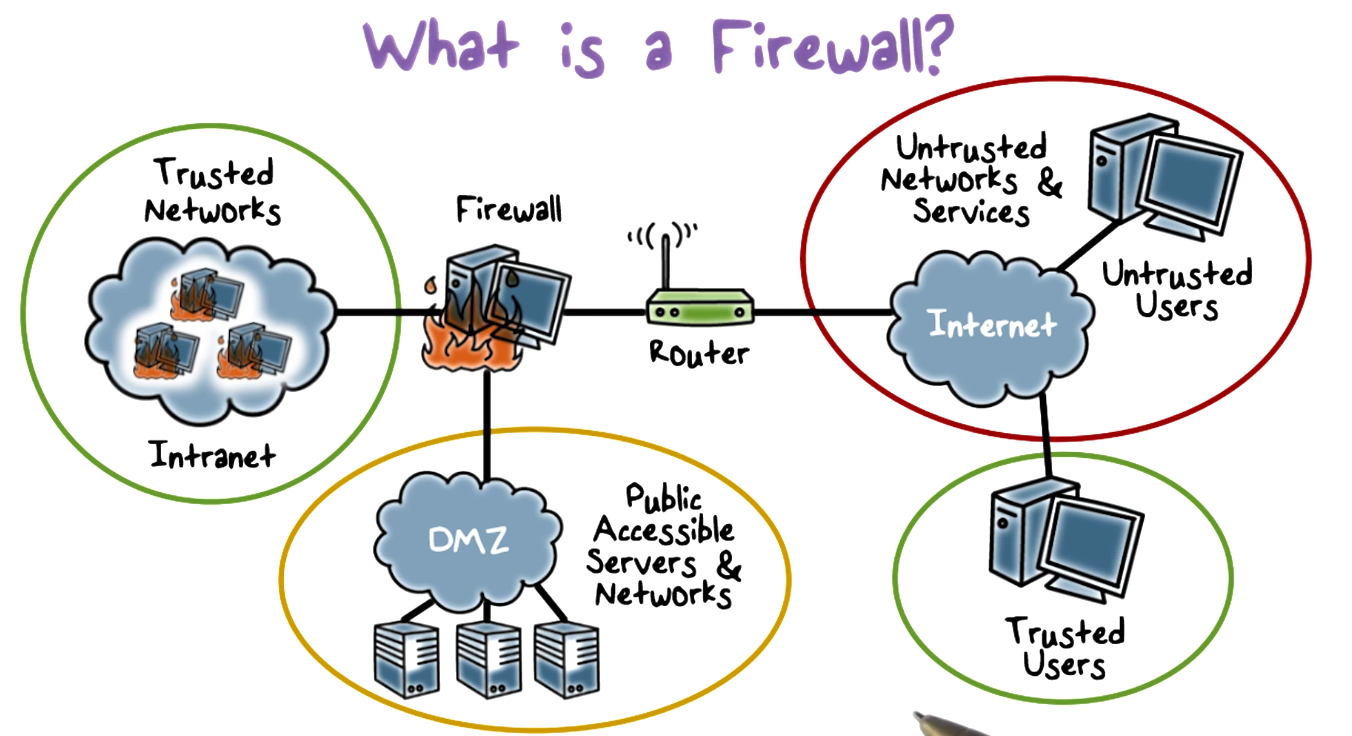 What is a Firewall?
Trusted
Networks
Intranet
Firewall
Router
Untrusted
Networks &
Services
Internet
Untrusted
Users
DMZ
Public
Accessible
Servers &
Networks
Trusted
Users